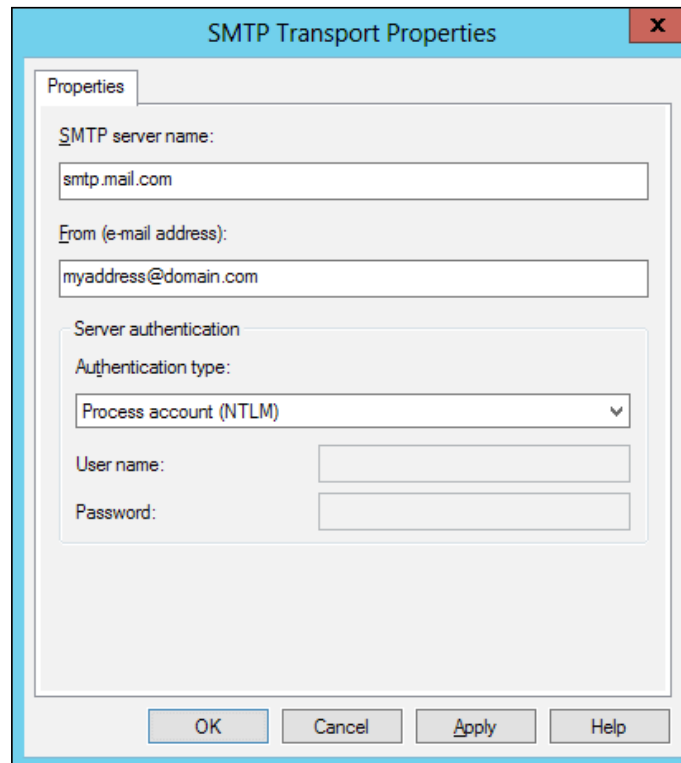 SMTP Transport Properties
x
Properties
SMTP server name:
smtp.mail.com
From (e-mail address):
myaddress@domain.com
Server authentication
Authentication type:
Process account (NTLM)
User name:
Password:
OK Cancel Apply Help